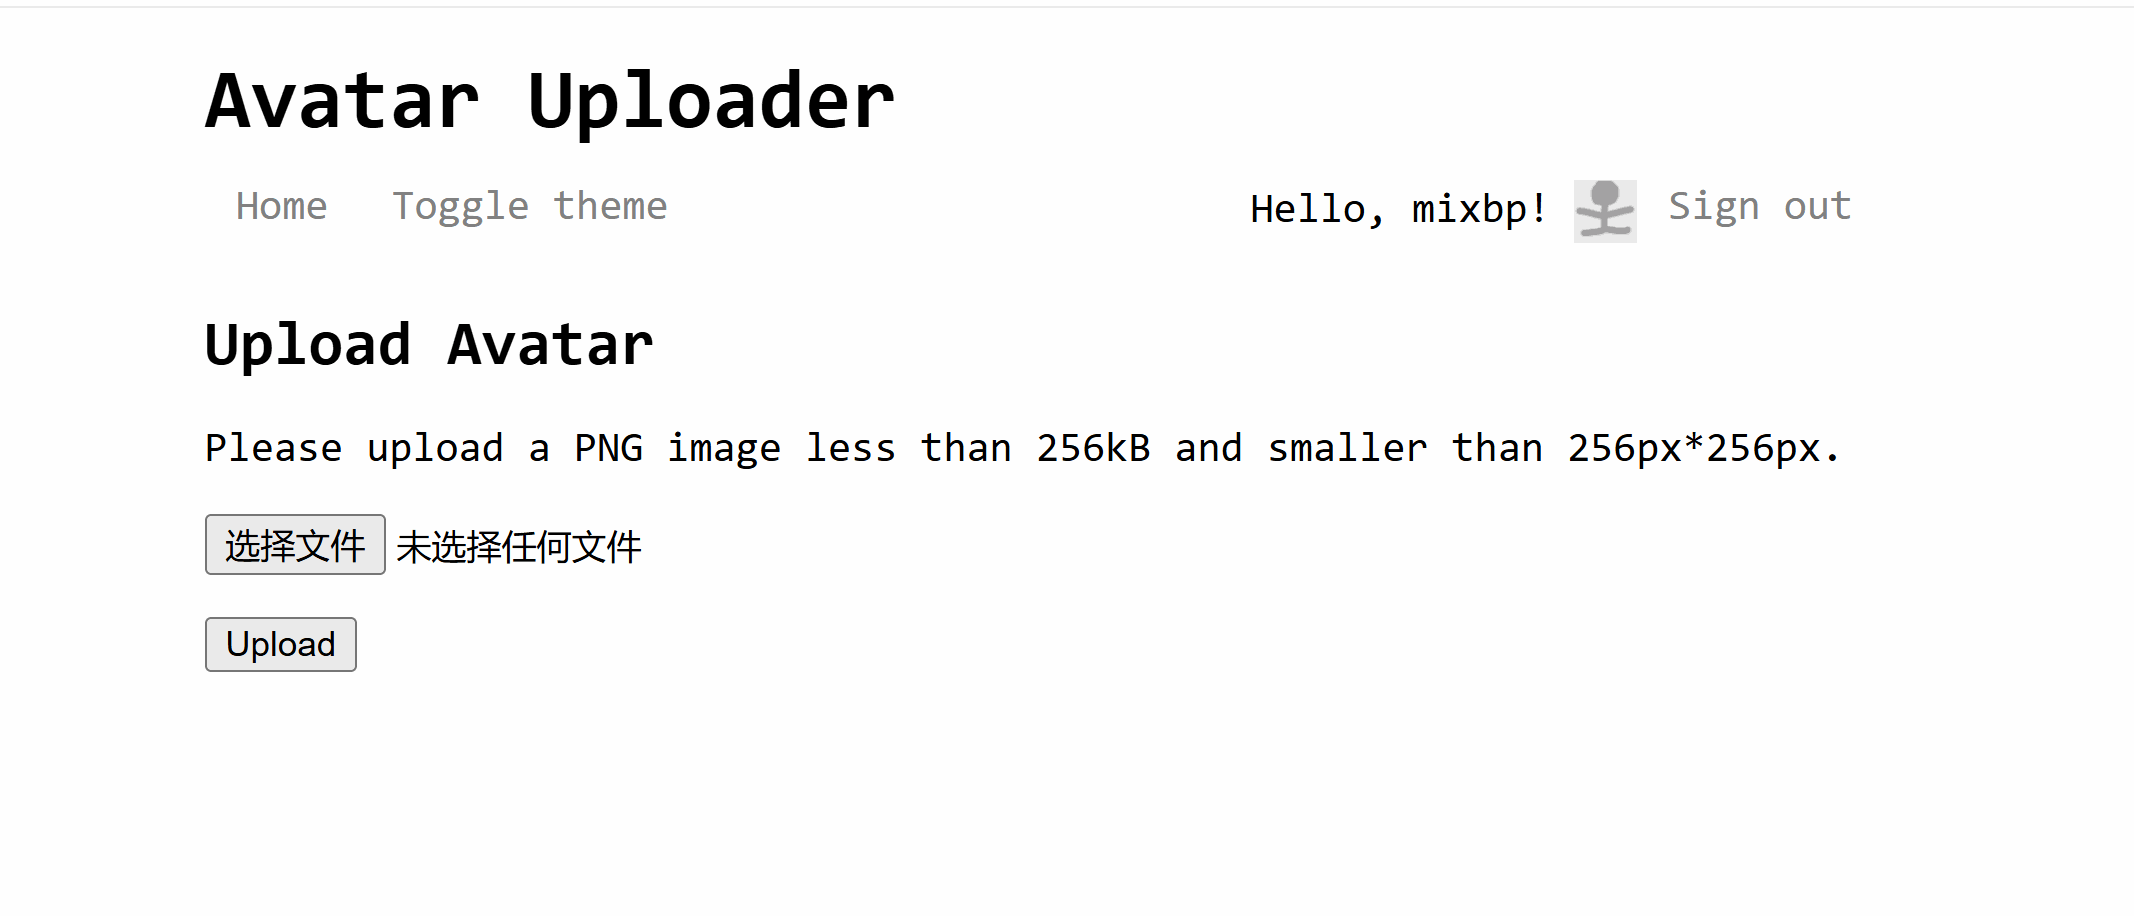 Avatar Uploader
Home Toggle theme Hello, mixbp! Sign out
Upload Avatar
Please upload a PNG image less than 256kB and smaller than 256px*256px.
选择文件 未选择任何文件
Upload